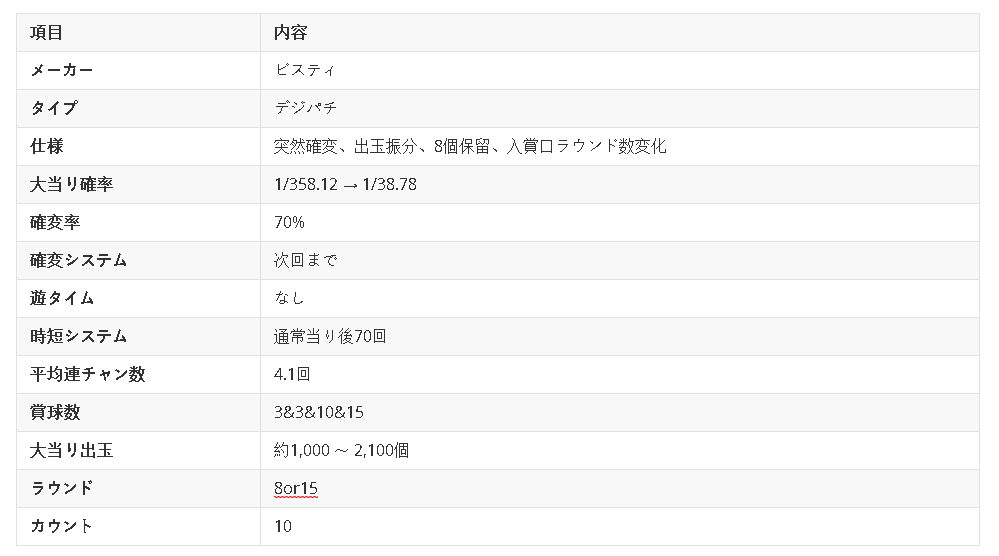 項目 内容
メーカー ビスティ
タイプ デジパチ
仕様 突然確変、出玉振分、8個保留、入賞口ラウンド数変化
大当り確率 1/358.12 → 1/38.78
確変率 70%
確変システム 次回まで
遊タイム なし
時短システム 通常当り後70回
平均連チャン数 4.1回
賞球数 3&3&10&15
大当り出玉 約1,000 〜 2,100個
ラウンド 8or15
カウント 10